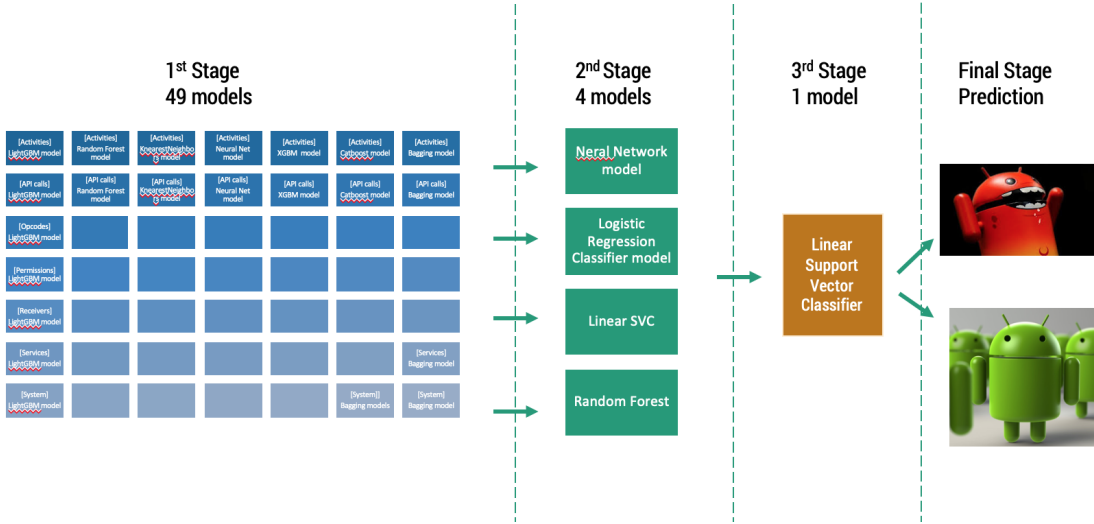 1st Stage
49 models
2nd Stage
4 models
3rd Stage
1 model
Final Stage
Prediction
[Activities]
LightGBM model
[Activities]
Random Forest
model
[Activities]
KnearestNeighbo
r3 model
[Activities]
Neural Net
model
[Activities]
XGBM model
[Activities]
Catboost model
[Activities]
Bagging model
[API calls]
LightGBM model
[API calls]
Random Forest
model
[API calls]
KnearestNeighbo
r3 model
[API calls]
Neural Net
model
[API calls]
XGBM model
[API calls]
Catboost model
[API calls]
Bagging model
[Opcodes]
LightGBM model
[Permissions]
LightGBM model
[Receivers]
LightGBM model
[Services]
LightGBM model
[Services]
Bagging model
[System]
LightGBM model
[System]]
Bagging models
[System]
Bagging model
Neral Network
model
Logistic
Regression
Classifier model
Linear SVC
Random Forest
Linear
Support
Vector
Classifier